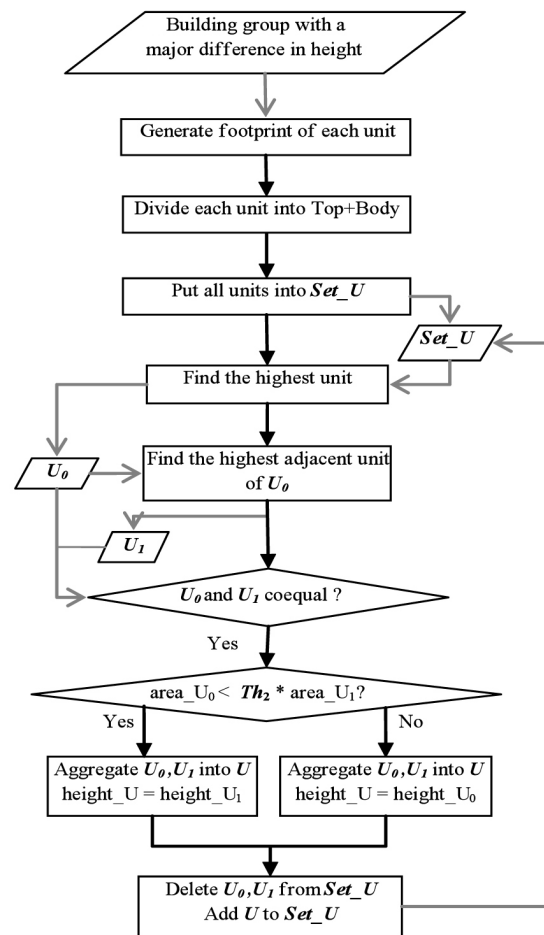 Building group with a
major difference in height
Generate footprint of each unit
Divide each unit into Top+Body
Put all units into Set_U
Set_U
Find the highest unit
U₀
Find the highest adjacent unit
of U₀
U₁
U₀ and U₁ coequal ?
Yes
area_U₀ < Th₂ * area_U₁?
Yes
No
Aggregate U₀,U₁ into U
height_U = height_U₁
Aggregate U₀,U₁ into U
height_U = height_U₀
Delete U₀,U₁ from Set_U
Add U to Set_U